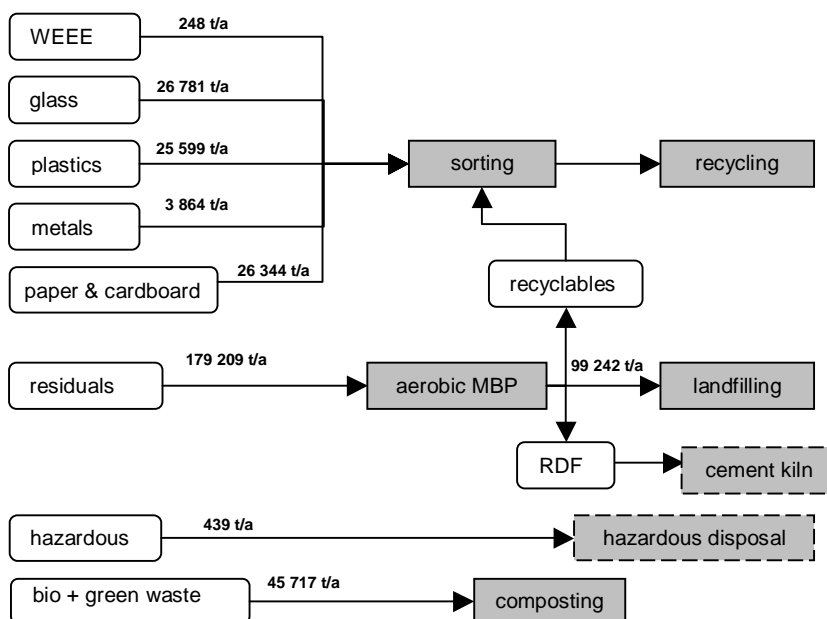 WEEE
248 t/a
glass
26 781 t/a
plastics
25 599 t/a
sorting
recycling
metals
3 864 t/a
paper & cardboard
26 344 t/a
recyclables
residuals
179 209 t/a
aerobic MBP
99 242 t/a
landfilling
RDF
cement kiln
hazardous
439 t/a
hazardous disposal
bio + green waste
45 717 t/a
composting